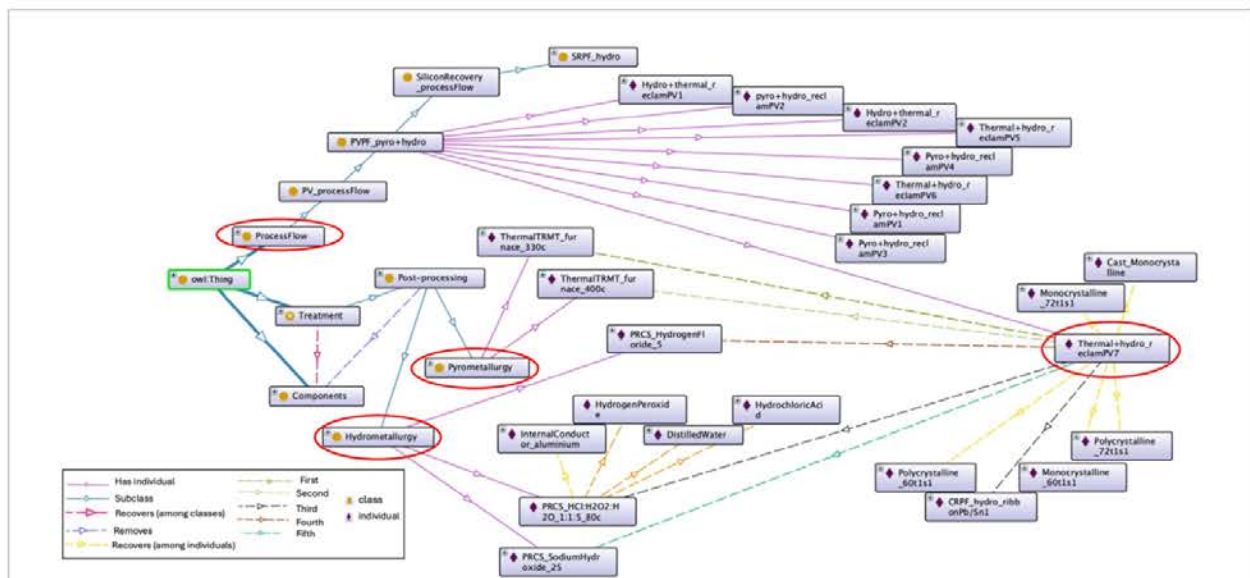 SRPF_hydro
SiliconRecovery
_processFlow
Hydro+thermal_r
eclamPV1
pyro+hydro_recl
amPV2
Hydro+thermal_r
eclamPV2
Thermal+hydro_r
eclamPV5
PVPF_pyro+hydro
Pyro+hydro_recl
amPV4
Thermal+hydro_r
eclamPV6
PV_processFlow
Pyro+hydro_recl
amPV1
Pyro+hydro_recl
amPV3
ProcessFlow
ThermalTRMT_fur
nace_330c
owl:Thing
Post-processing
ThermalTRMT_fur
nace_400c
Cast_Monocrysta
lline
Monocrystalline
_72t1s1
Treatment
PRCS_HydrogenFl
oride_5
Thermal+hydro_r
eclamPV7
Pyrometallurgy
Components
HydrogenPeroxid
e
HydrochloricAci
d
Hydrometallurgy
InternalConduct
or_aluminium
DistilledWater
Polycrystalline
_72t1s1
Polycrystalline
_60t1s1
Monocrystalline
_60t1s1
CRPF_hydro_ribb
onPb/Sn1
PRCS_HCl:H2O2:H
2O_1:1:5_80c
PRCS_SodiumHydr
oxide_25
Has individual
Subclass
Recovers (among classes)
Removes
Recovers (among individuals)
First
Second
Third
Fourth
Fifth
class
individual